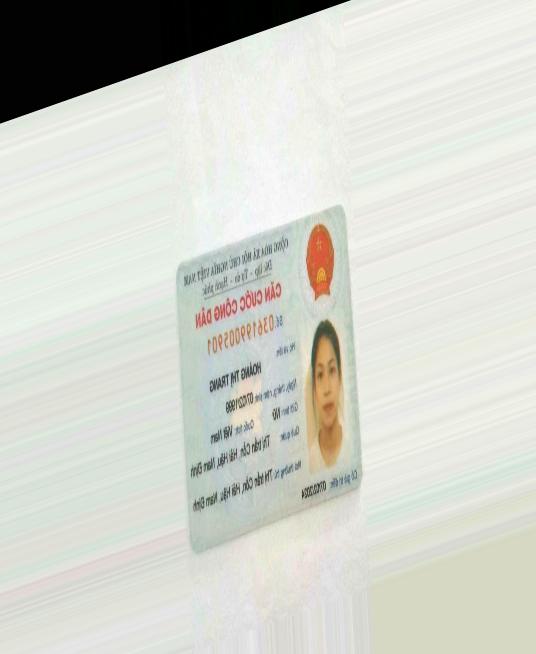 CỘNG HÒA XÃ HỘI CHỦ NGHĨA VIỆT NAM
Độc lập - Tự do - Hạnh phúc
CĂN CƯỚC CÔNG DÂN
Số: 036199005901
Họ và tên
HOÀNG THỊ TRANG
Ngày, tháng, năm sinh 07/02/1999
Giới tính Nữ Quốc tịch Việt Nam
Quê quán
Thị trấn Cồn, Hải Hậu, Nam Định
Nơi thường trú TH trấn Cồn, Hải Hậu, Nam Định
Có giá trị đến 07/02/2024